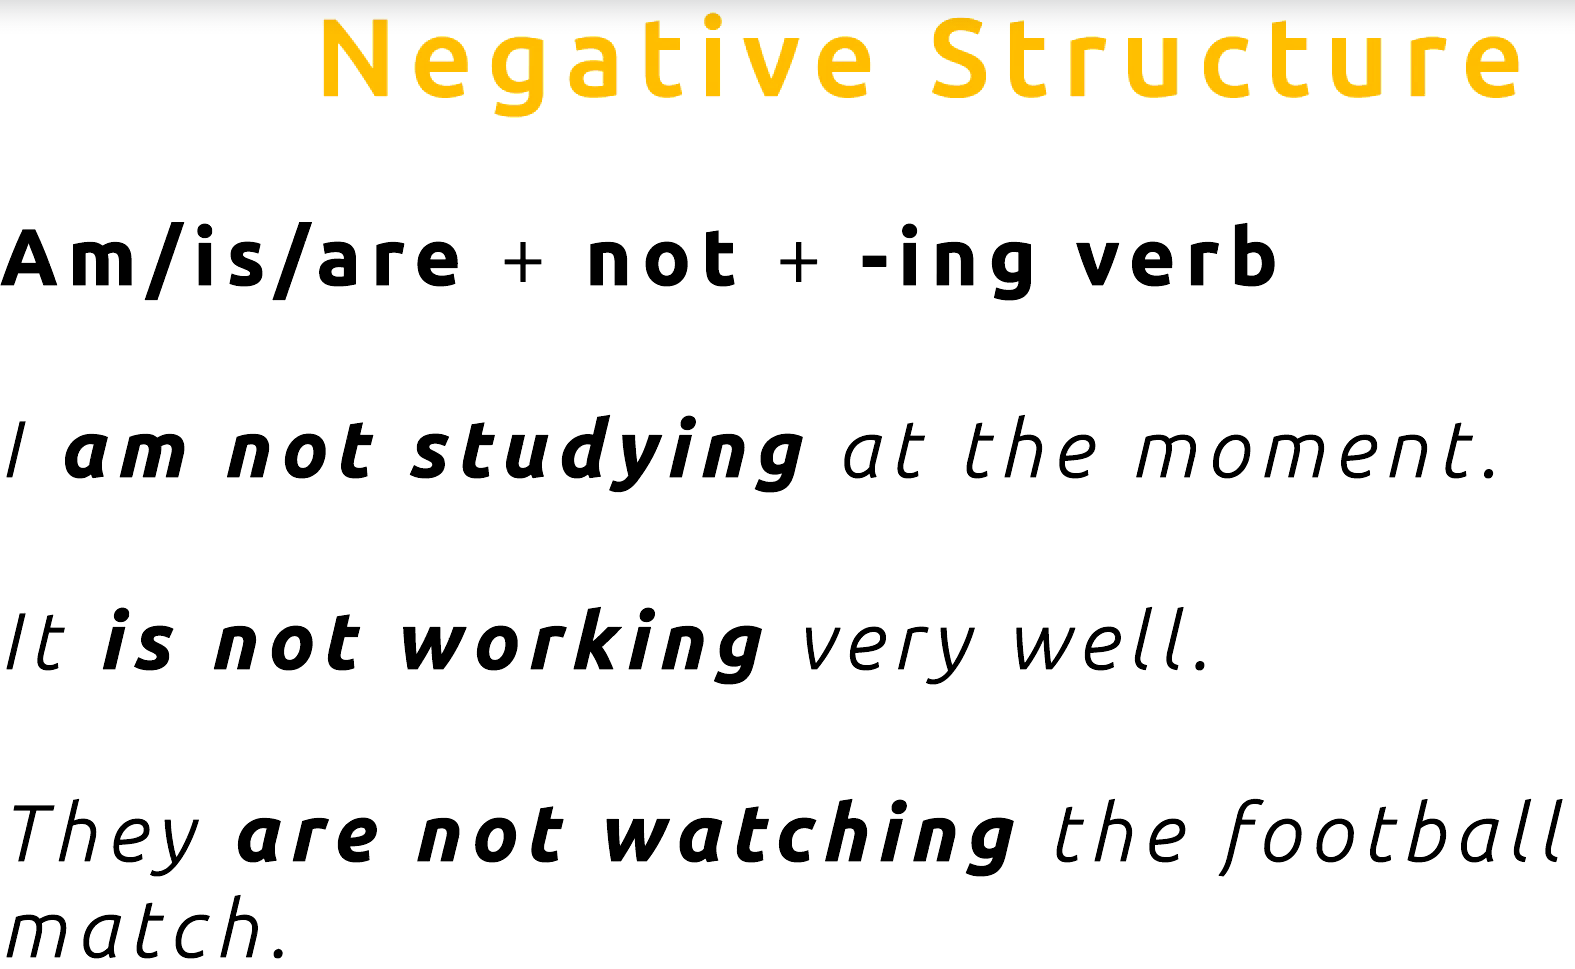 Negative Structure
Am/is/are + not + -ing verb
I am not studying at the moment.
It is not working very well.
They are not watching the football
match.